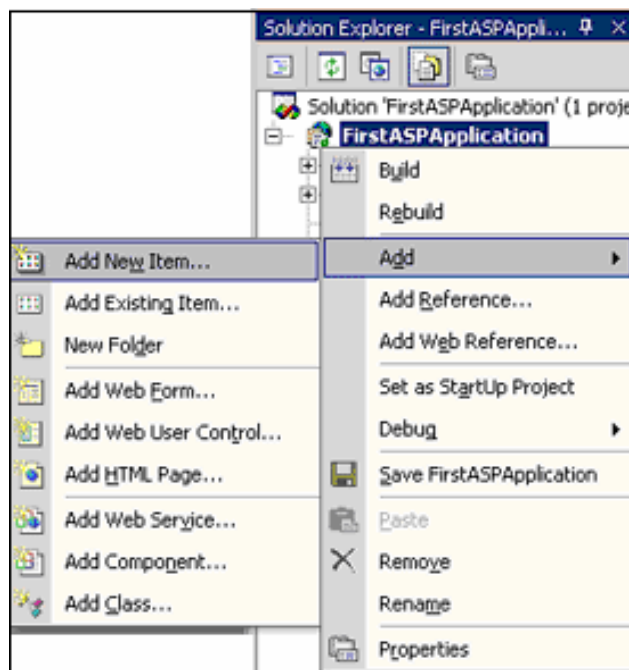 Solution Explorer - FirstASPAppli...
Solution 'FirstASPApplication' (1 proje
FirstASPApplication
Build
Rebuild
Add
Add Reference...
Add Web Reference...
Set as StartUp Project
Debug
Save FirstASPApplication
Paste
Remove
Rename
Properties
Add New Item...
Add Existing Item...
New Folder
Add Web Form...
Add Web User Control...
Add HTML Page...
Add Web Service...
Add Component...
Add Class...